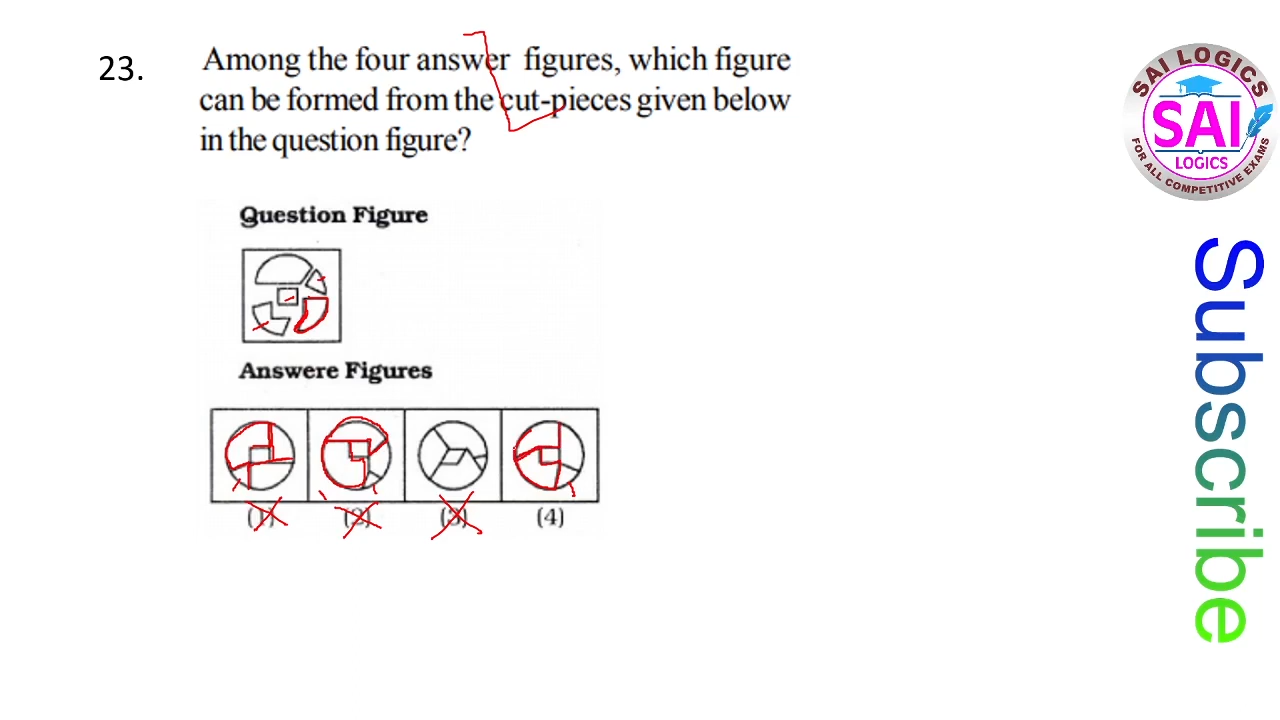 23.
Among the four answer figures, which figure
can be formed from the cut-pieces given below
in the question figure?
Question Figure
Answere Figures
(1) (2) (3) (4)
SAI LOGICS
SAI
LOGICS
FOR ALL COMPETITIVE EXAMS
Subscribe